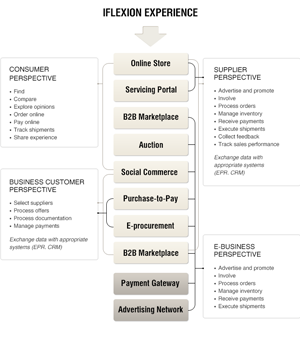 IFLEXION EXPERIENCE
CONSUMER
PERSPECTIVE
• Find
• Compare
• Explore opinions
• Order online
• Pay online
• Track shipments
• Share experience
BUSINESS CUSTOMER
PERSPECTIVE
• Select suppliers
• Process offers
• Process documentation
• Manage payments
Exchange data with appropriate
systems (EPR, CRM)
Online Store
Servicing Portal
B2B Marketplace
Auction
Social Commerce
Purchase-to-Pay
E-procurement
B2B Marketplace
Payment Gateway
Advertising Network
SUPPLIER
PERSPECTIVE
• Advertise and promote
• Involve
• Process orders
• Manage inventory
• Receive payments
• Execute shipments
• Collect feedback
• Track sales performance
Exchange data with appropriate
systems (EPR, CRM)
E-BUSINESS
PERSPECTIVE
• Advertise and promote
• Involve
• Process orders
• Manage inventory
• Receive payments
• Execute shipments